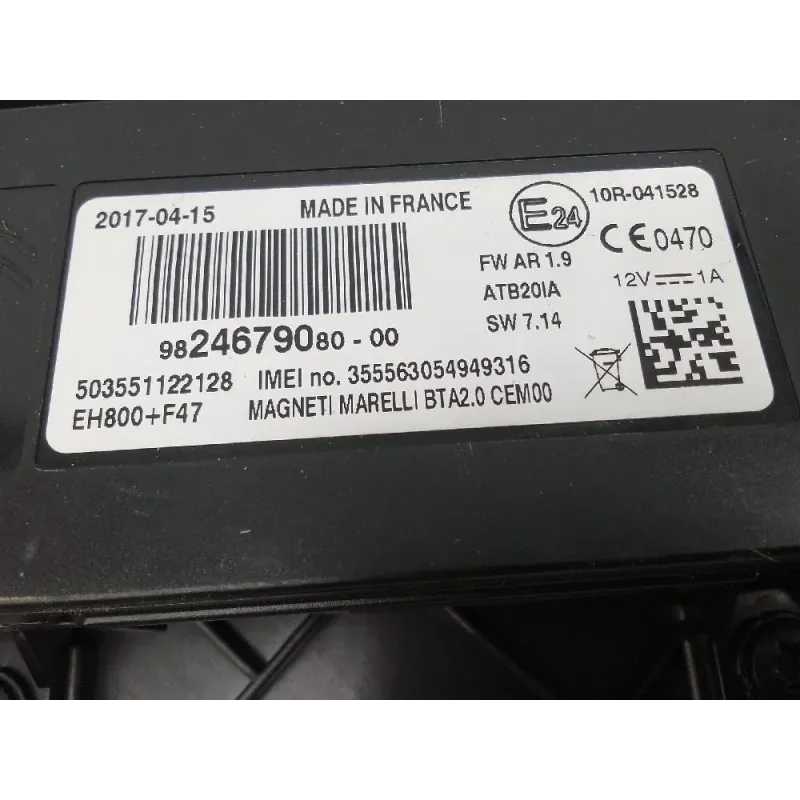 2017-04-15 MADE IN FRANCE E24 10R-041528
CE0470
FW AR 1.9
12V 1A
ATB20IA
9824679080-00
SW 7.14
503551122128 IMEI no. 355563054949316
EH800+F47 MAGNETI MARELLI BTA2.0 CEM00